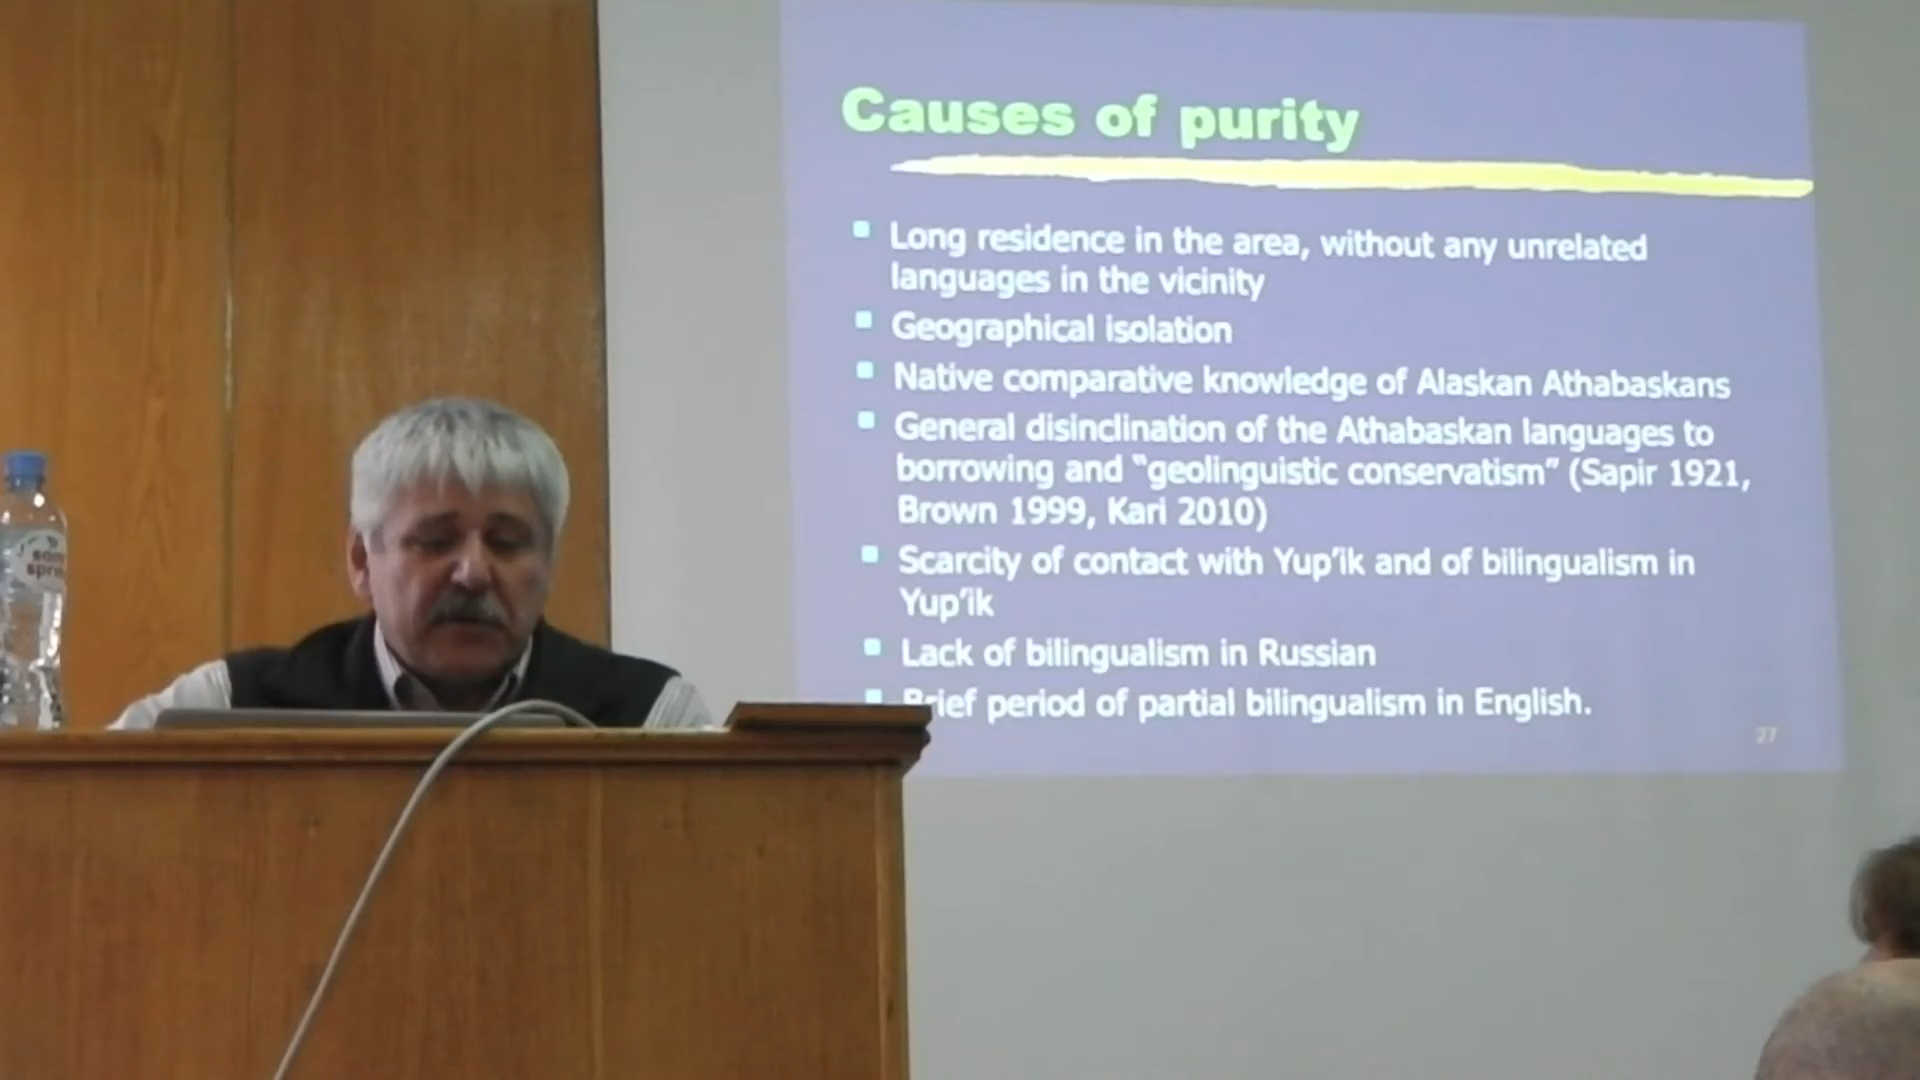 Causes of purity
Long residence in the area, without any unrelated
languages in the vicinity
Geographical isolation
Native comparative knowledge of Alaskan Athabaskans
General disinclination of the Athabaskan languages to
borrowing and “geolinguistic conservatism” (Sapir 1921,
Brown 1999, Kari 2010)
Scarcity of contact with Yup’ik and of bilingualism in
Yup’ik
Lack of bilingualism in Russian
Brief period of partial bilingualism in English.
27